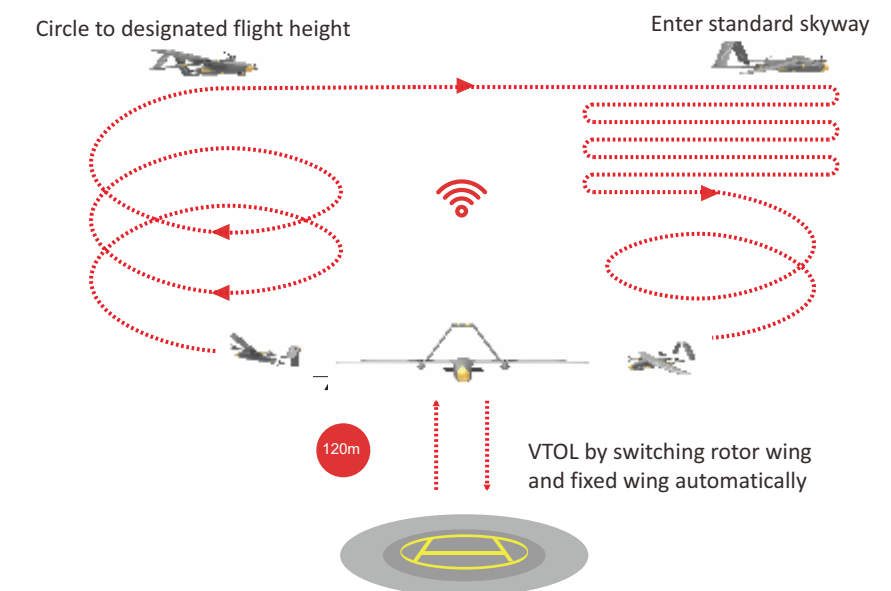 Circle to designated flight height
Enter standard skyway
120m
VTOL by switching rotor wing
and fixed wing automatically